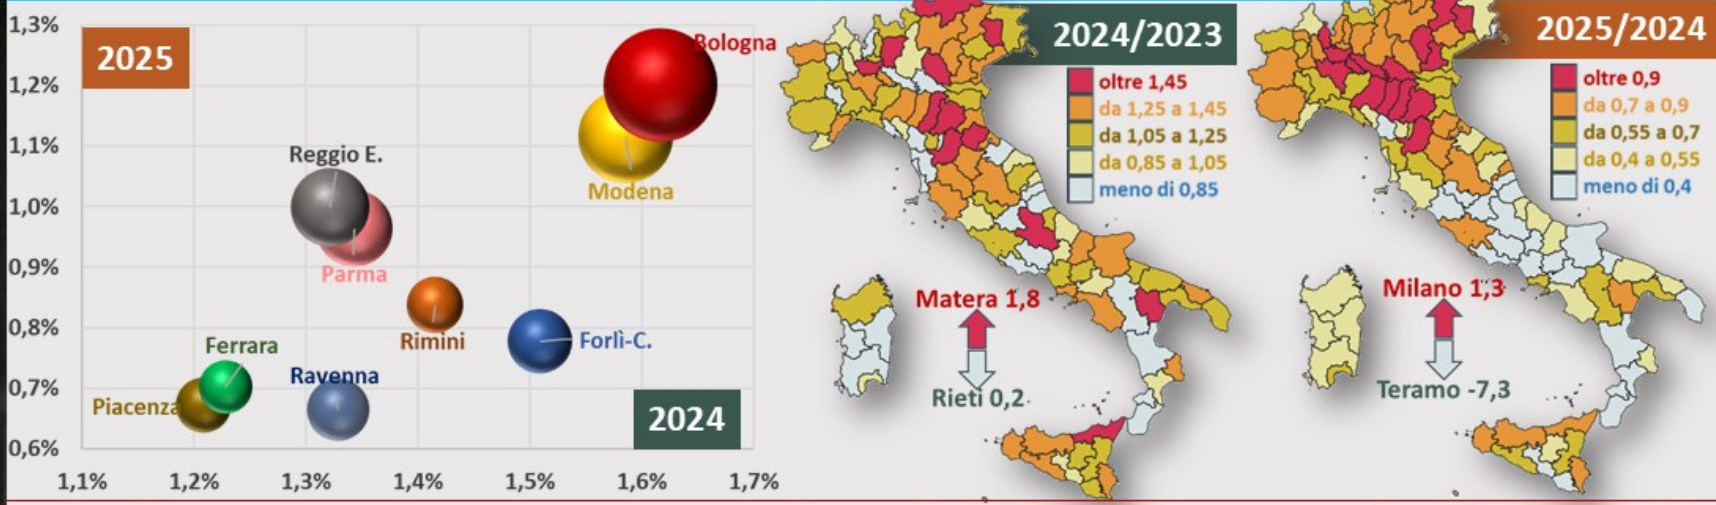 1,3%
1,2%
1,1%
1,0%
0,9%
0,8%
0,7%
0,6%
2025
Bologna
Modena
Reggio E.
Parma
Rimini
Forlì-C.
Ferrara
Ravenna
Piacenza
2024
1,1%
1,2%
1,3%
1,4%
1,5%
1,6%
1,7%
2024/2023
oltre 1,45
da 1,25 a 1,45
da 1,05 a 1,25
da 0,85 a 1,05
meno di 0,85
Matera 1,8
Rieti 0,2
2025/2024
oltre 0,9
da 0,7 a 0,9
da 0,55 a 0,7
da 0,4 a 0,55
meno di 0,4
Milano 1,3
Teramo -7,3